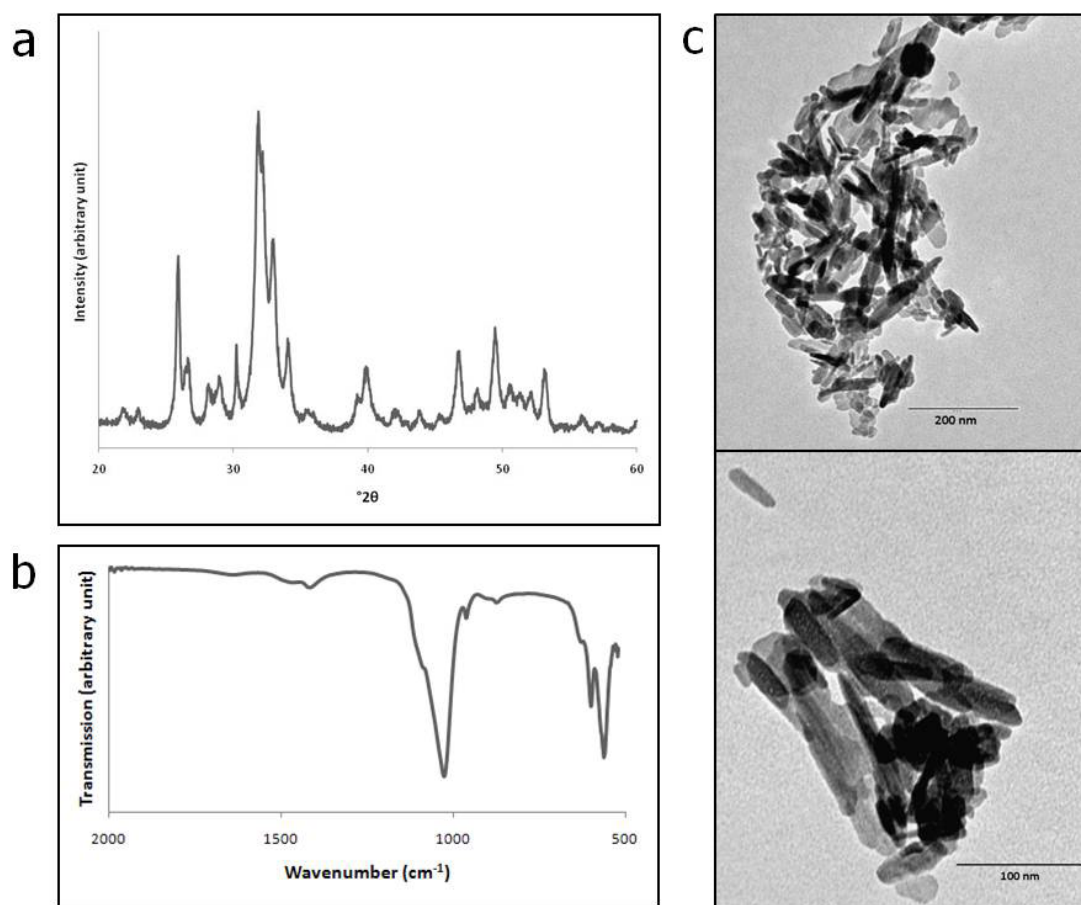 a
Intensity (arbitrary unit)
20 30 40 50 60
°2θ
b
Transmission (arbitrary unit)
2000 1500 1000 500
Wavenumber (cm⁻¹)
c
200 nm
100 nm